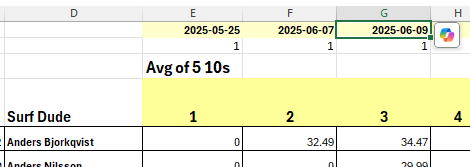 D E F G H
2025-05-25 2025-06-07 2025-06-09
1 1 1
Avg of 5 10s
Surf Dude 1 2 3 4
Anders Bjorkqvist 0 32.49 34.47
Anders Nilsson 0 0 29.99